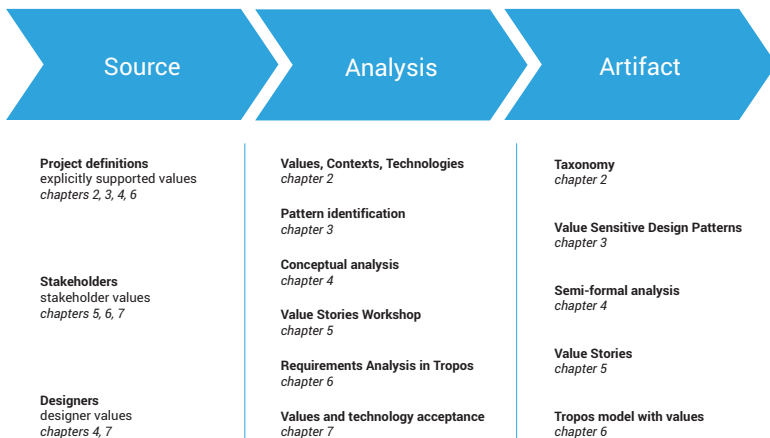 Source
Analysis
Artifact
Project definitions
explicitly supported values
chapters 2, 3, 4, 6
Stakeholders
stakeholder values
chapters 5, 6, 7
Designers
designer values
chapters 4, 7
Values, Contexts, Technologies
chapter 2
Pattern identification
chapter 3
Conceptual analysis
chapter 4
Value Stories Workshop
chapter 5
Requirements Analysis in Tropos
chapter 6
Values and technology acceptance
chapter 7
Taxonomy
chapter 2
Value Sensitive Design Patterns
chapter 3
Semi-formal analysis
chapter 4
Value Stories
chapter 5
Tropos model with values
chapter 6